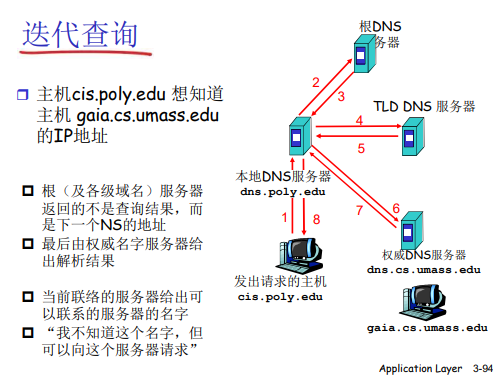 迭代查询
主机cis.poly.edu 想知道
主机 gaia.cs.umass.edu
的IP地址
根（及各级域名）服务器
返回的不是查询结果，而
是下一个NS的地址
最后由权威名字服务器给
出解析结果
当前联络的服务器给出可
以联系的服务器的名字
“我不知道这个名字，但
可以向这个服务器请求”
根DNS
务器
2
3
TLD DNS 服务器
4
5
本地DNS服务器
dns.poly.edu
1
8
7
6
发出请求的主机
cis.poly.edu
权威DNS服务器
dns.cs.umass.edu
gaia.cs.umass.edu
Application Layer 3-94